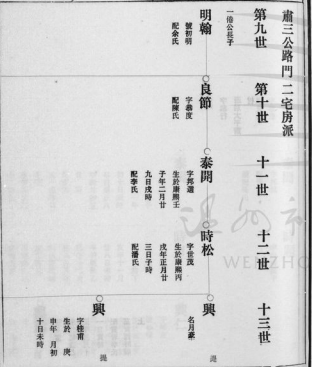 肅三公路門二宅房派
第九世
第十世
十一世
十二世
十三世
一偆公長子
明翰
號初明
配余氏
良節
字恭度
配陳氏
泰開
字邦遜
生於康熙壬
子年二月廿
九日戌時
配李氏
時松
字世茂
生於康熙丙
戌年正月廿
三日子時
配潘氏
興
名月豪
興
字桂甫
生於 庚
申年 月初
十日未時
WENZHO